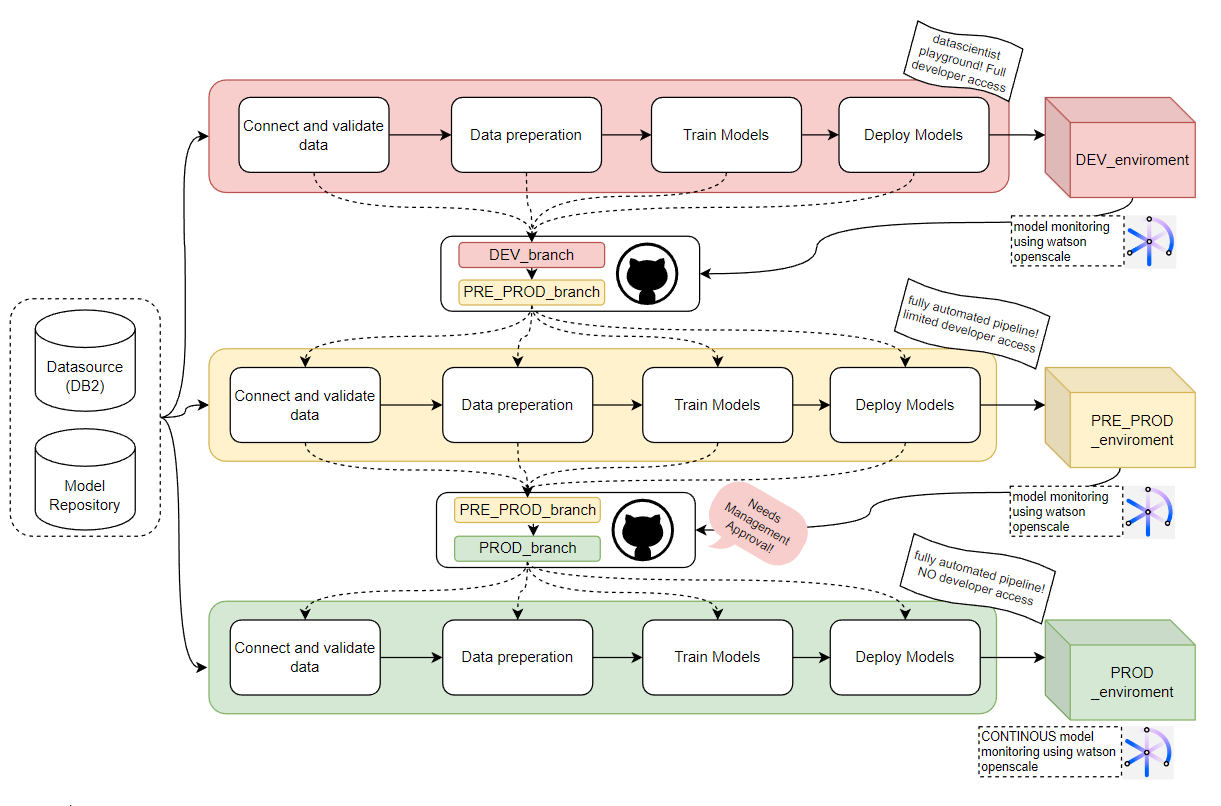 datascientist
playground! Full
developer access
Connect and validate
data
Data preperation
Train Models
Deploy Models
DEV_enviroment
model monitoring
using watson
openscale
DEV_branch
PRE_PROD_branch
Datasource
(DB2)
Model
Repository
fully automated pipeline!
limited developer access
Connect and validate
data
Data preperation
Train Models
Deploy Models
PRE_PROD
_enviroment
model monitoring
using watson
openscale
PRE_PROD_branch
PROD_branch
Needs
Management
Approval!
fully automated pipeline!
NO developer access
Connect and validate
data
Data preperation
Train Models
Deploy Models
PROD
_enviroment
CONTINOUS model
monitoring using watson
openscale